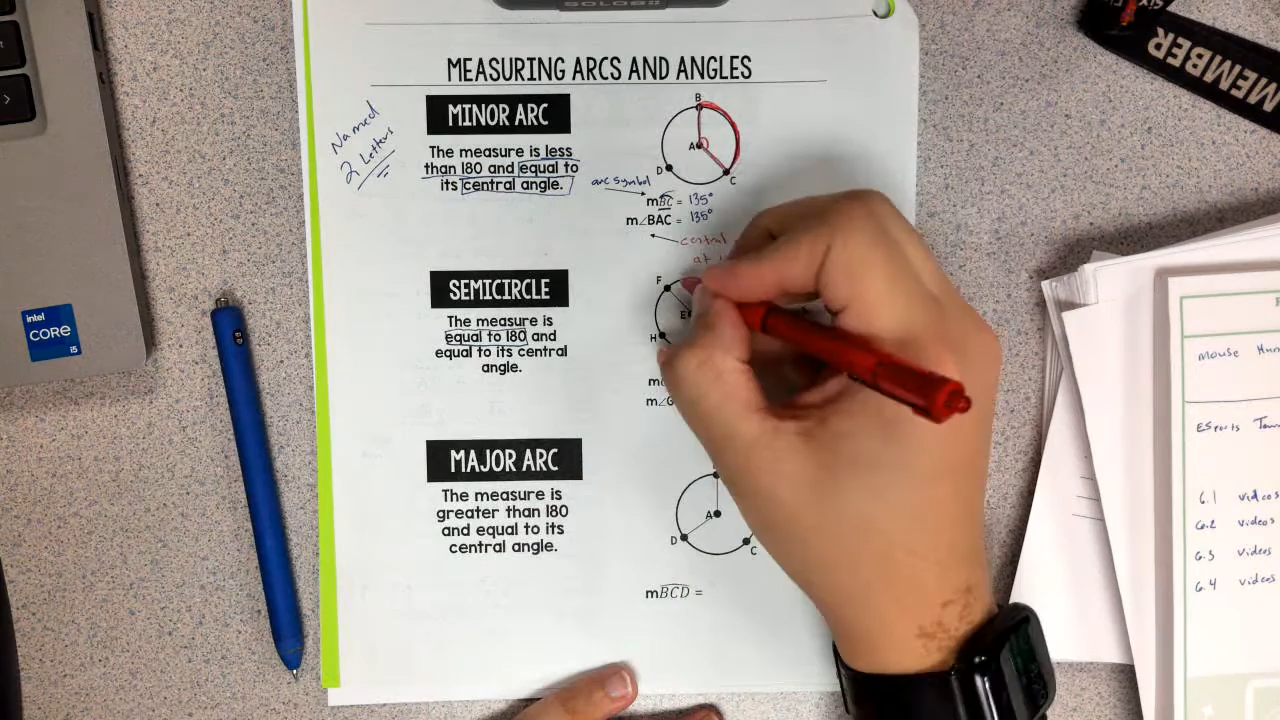 MEMBER
intel
CORE
i5
MEASURING ARCS AND ANGLES
Named
2 Letters
MINOR ARC
The measure is less
than 180 and equal to
its central angle.
B
A
D
C
arc symbol
mBC = 135°
m∠BAC = 135°
central
at
SEMICIRCLE
The measure is
equal to 180 and
equal to its central
angle.
F
E
H
m
m∠G
MAJOR ARC
The measure is
greater than 180
and equal to its
central angle.
A
D
C
mBCD =
Mouse
ESports
6.1 videos
6.2 videos
6.3 videos
6.4 videos